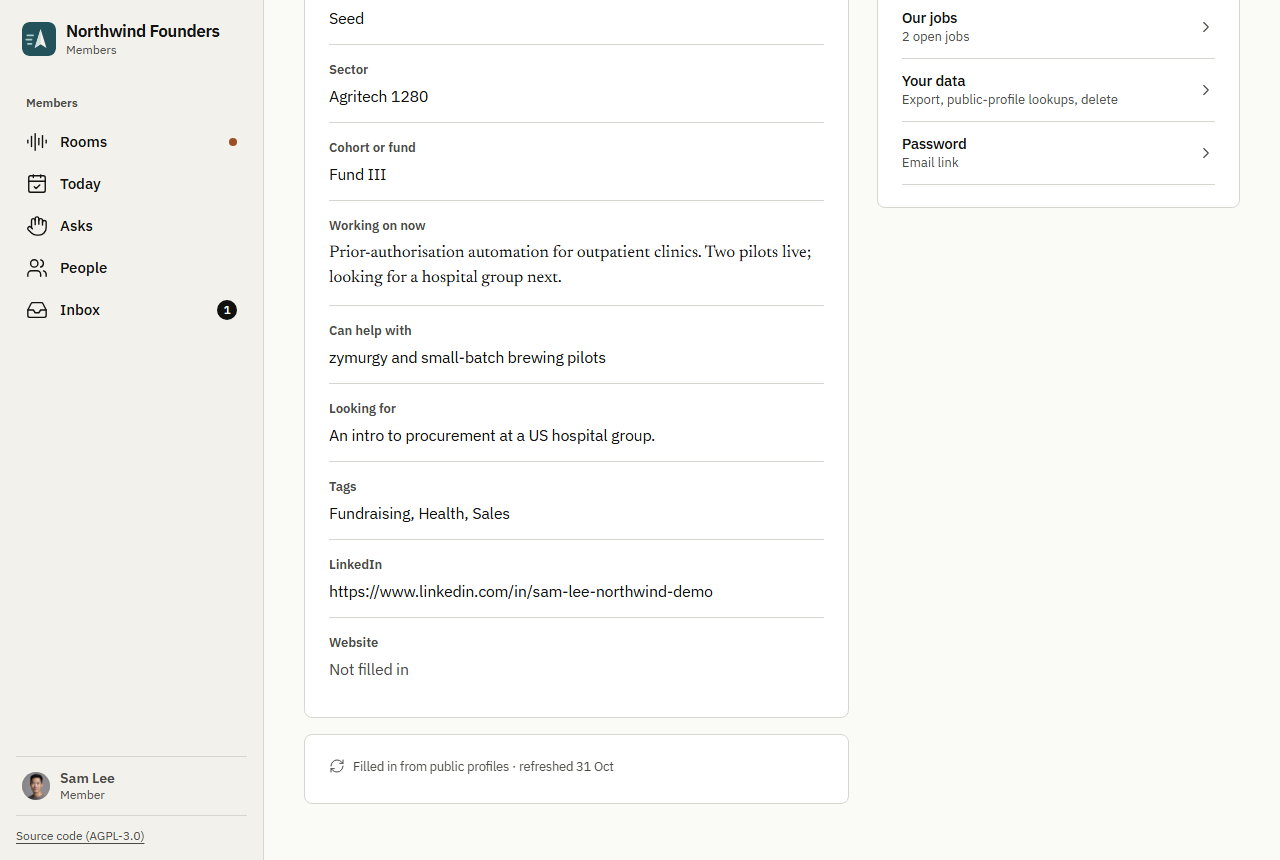 Northwind Founders
Members
Members
Rooms
Today
Asks
People
Inbox
1
Sam Lee
Member
Source code (AGPL-3.0)
Seed
Sector
Agritech 1280
Cohort or fund
Fund III
Working on now
Prior-authorisation automation for outpatient clinics. Two pilots live;
looking for a hospital group next.
Can help with
zymurgy and small-batch brewing pilots
Looking for
An intro to procurement at a US hospital group.
Tags
Fundraising, Health, Sales
LinkedIn
https://www.linkedin.com/in/sam-lee-northwind-demo
Website
Not filled in
Filled in from public profiles · refreshed 31 Oct
Our jobs
2 open jobs
Your data
Export, public-profile lookups, delete
Password
Email link